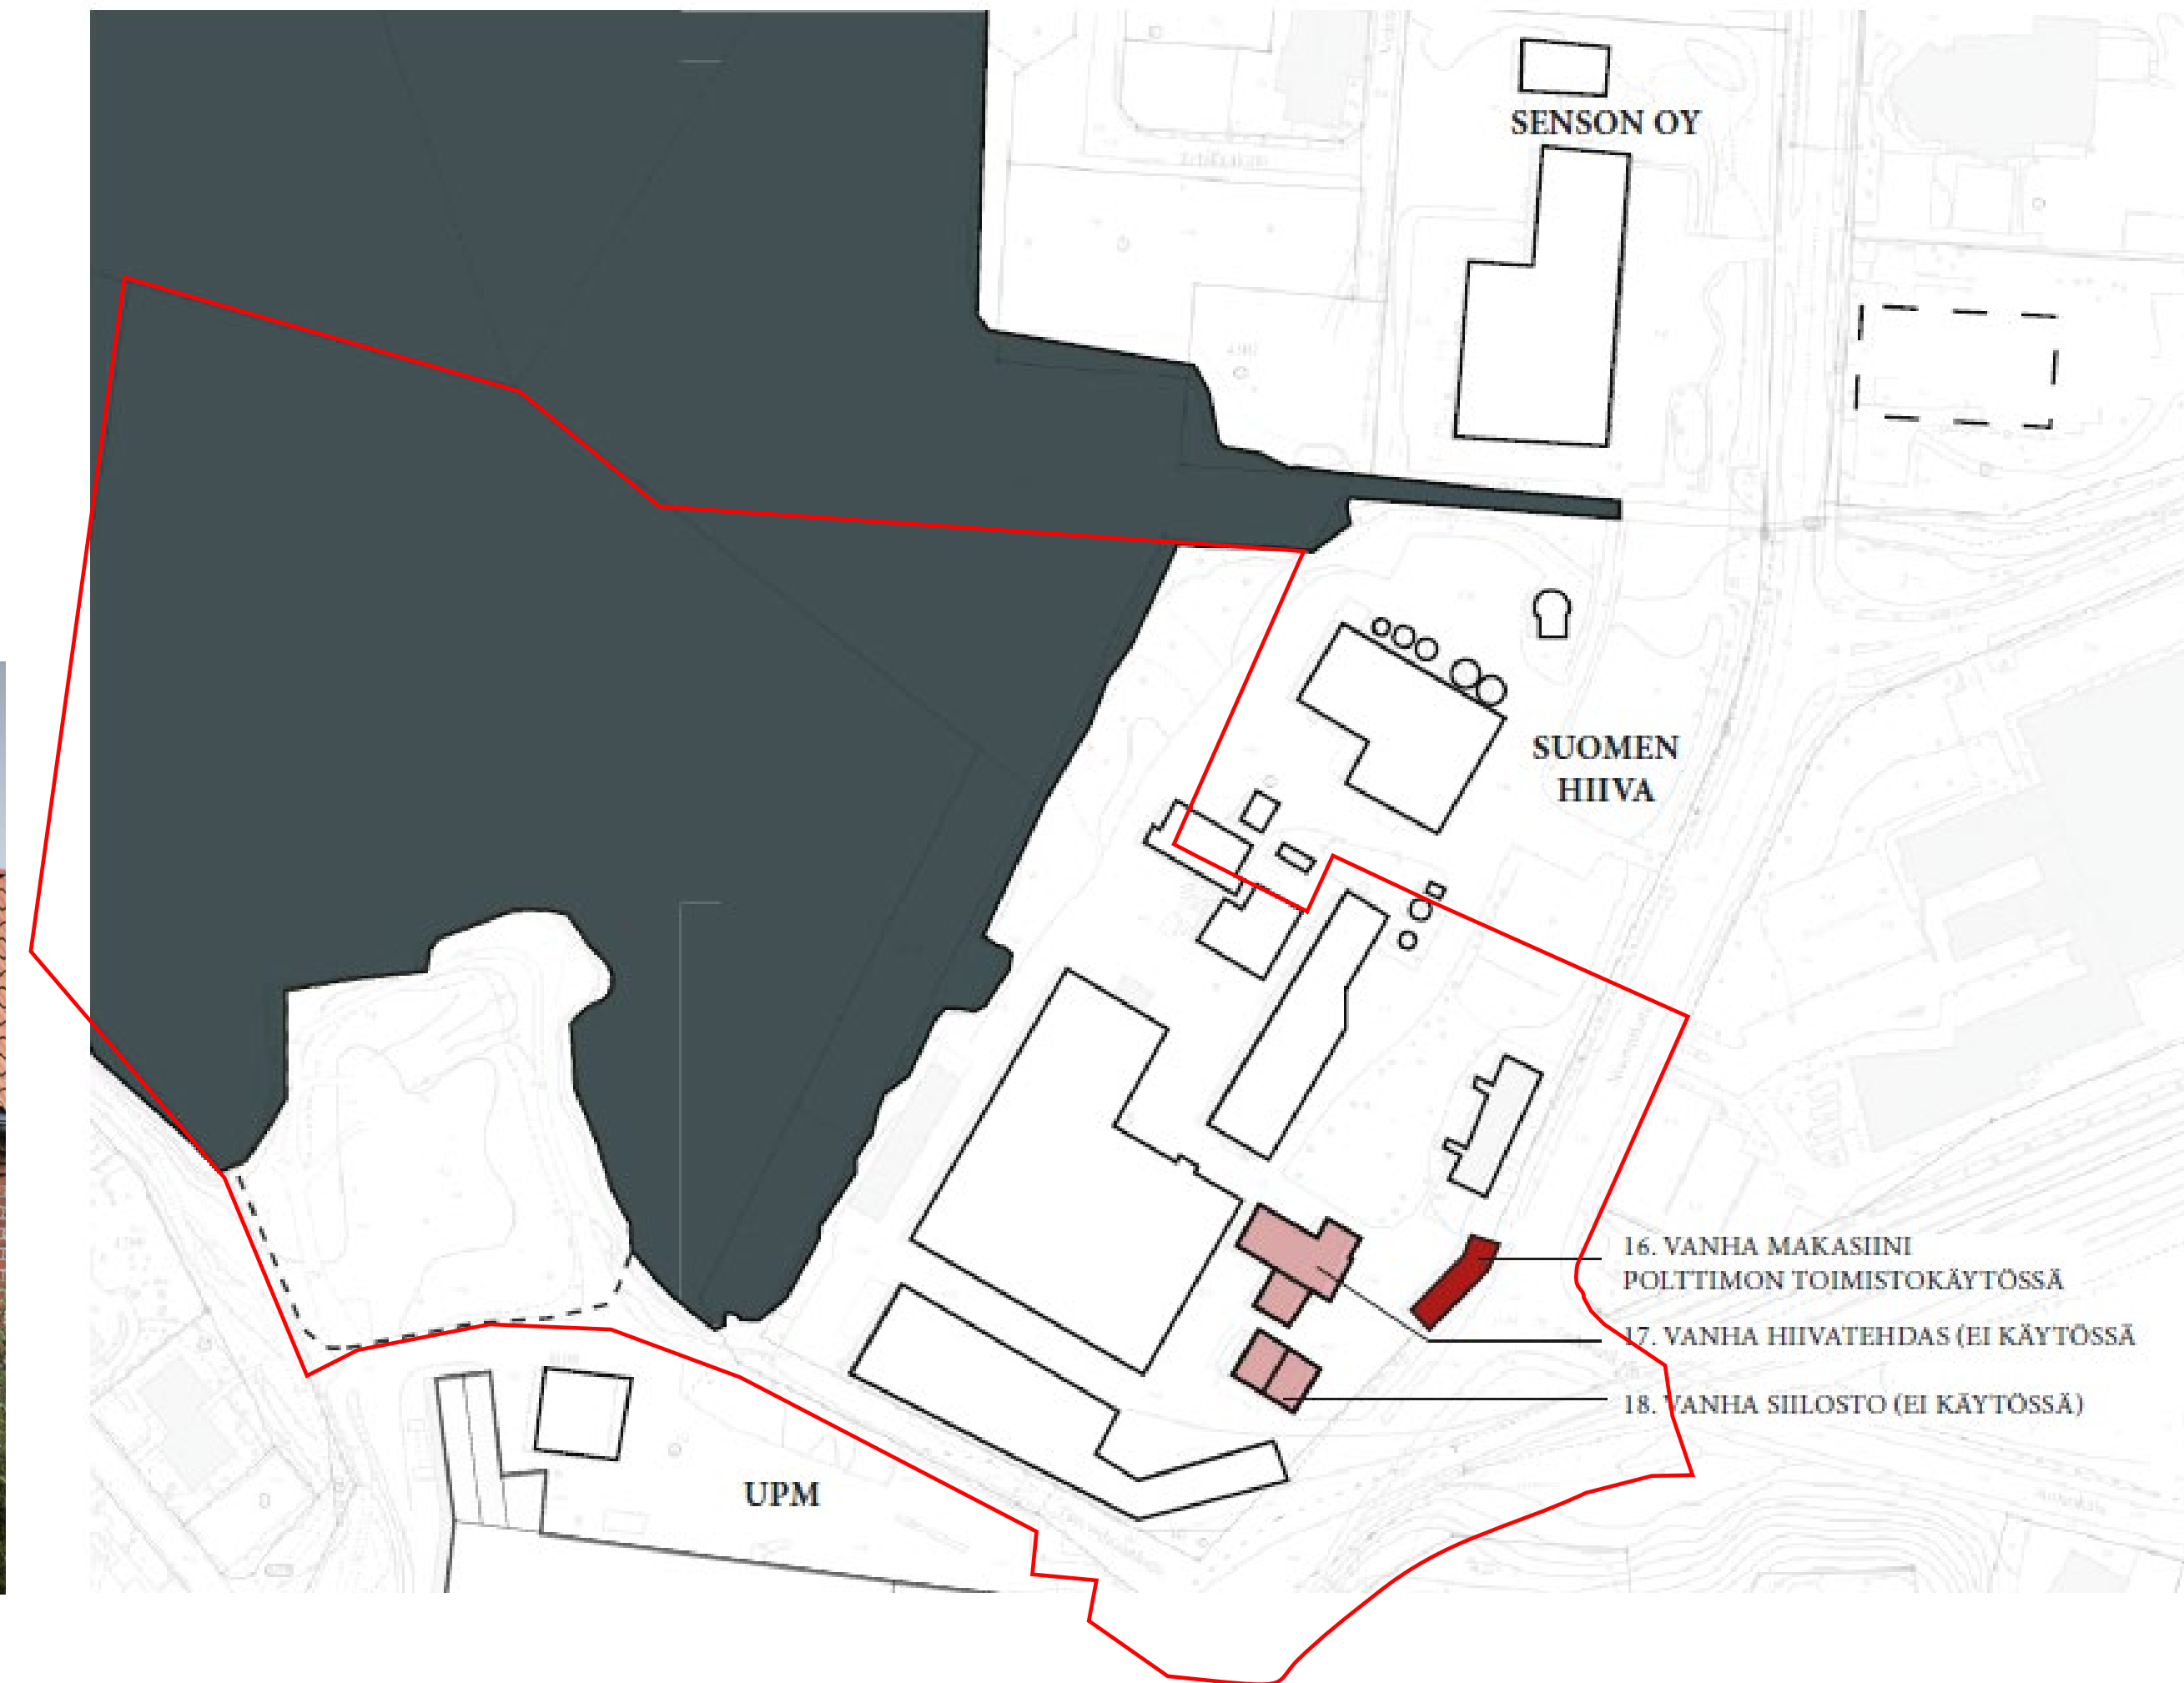 SENSON OY
SUOMEN
HIIVA
16. VANHA MAKASIINI
POLTTIMON TOIMISTOKÄYTÖSSÄ
17. VANHA HIIVATEHDAS (EI KÄYTÖSSÄ
18. VANHA SIILOSTO (EI KÄYTÖSSÄ)
UPM